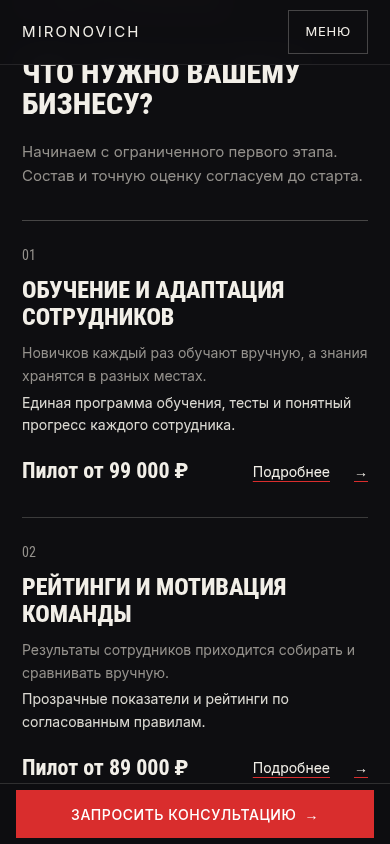 MIRONOVICH
МЕНЮ
ЧТО НУЖНО ВАШЕМУ
БИЗНЕСУ?
Начинаем с ограниченного первого этапа.
Состав и точную оценку согласуем до старта.
01
ОБУЧЕНИЕ И АДАПТАЦИЯ
СОТРУДНИКОВ
Новичков каждый раз обучают вручную, а знания
хранятся в разных местах.
Единая программа обучения, тесты и понятный
прогресс каждого сотрудника.
Пилот от 99 000 ₽ Подробнее →
02
РЕЙТИНГИ И МОТИВАЦИЯ
КОМАНДЫ
Результаты сотрудников приходится собирать и
сравнивать вручную.
Прозрачные показатели и рейтинги по
согласованным правилам.
Пилот от 89 000 ₽ Подробнее →
ЗАПРОСИТЬ КОНСУЛЬТАЦИЮ →